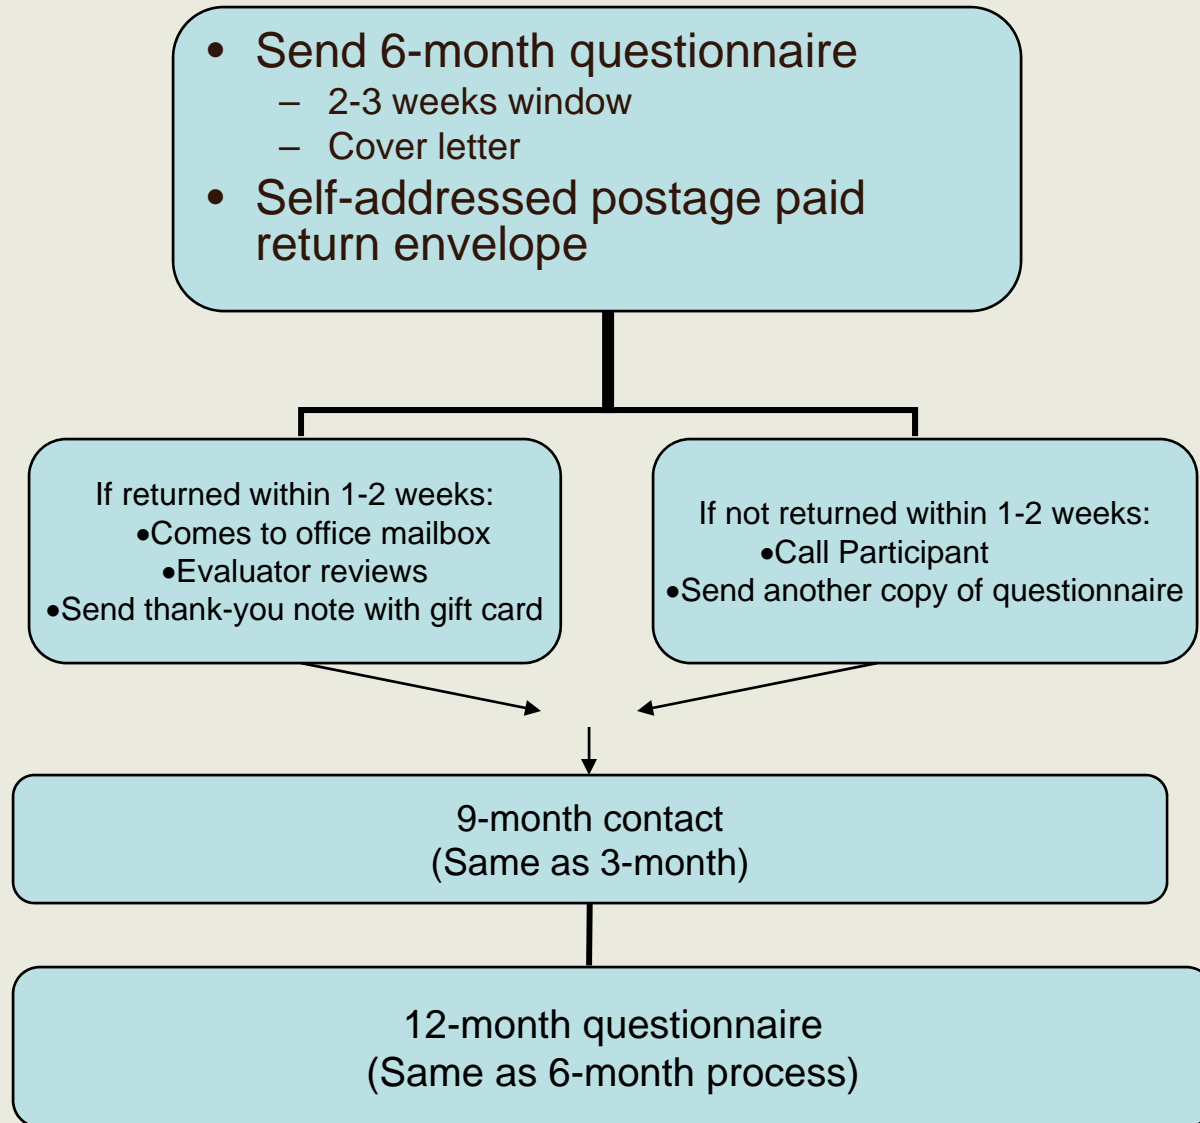 • Send 6-month questionnaire
– 2-3 weeks window
– Cover letter
• Self-addressed postage paid
return envelope
If returned within 1-2 weeks:
•Comes to office mailbox
•Evaluator reviews
•Send thank-you note with gift card
If not returned within 1-2 weeks:
•Call Participant
•Send another copy of questionnaire
9-month contact
(Same as 3-month)
12-month questionnaire
(Same as 6-month process)